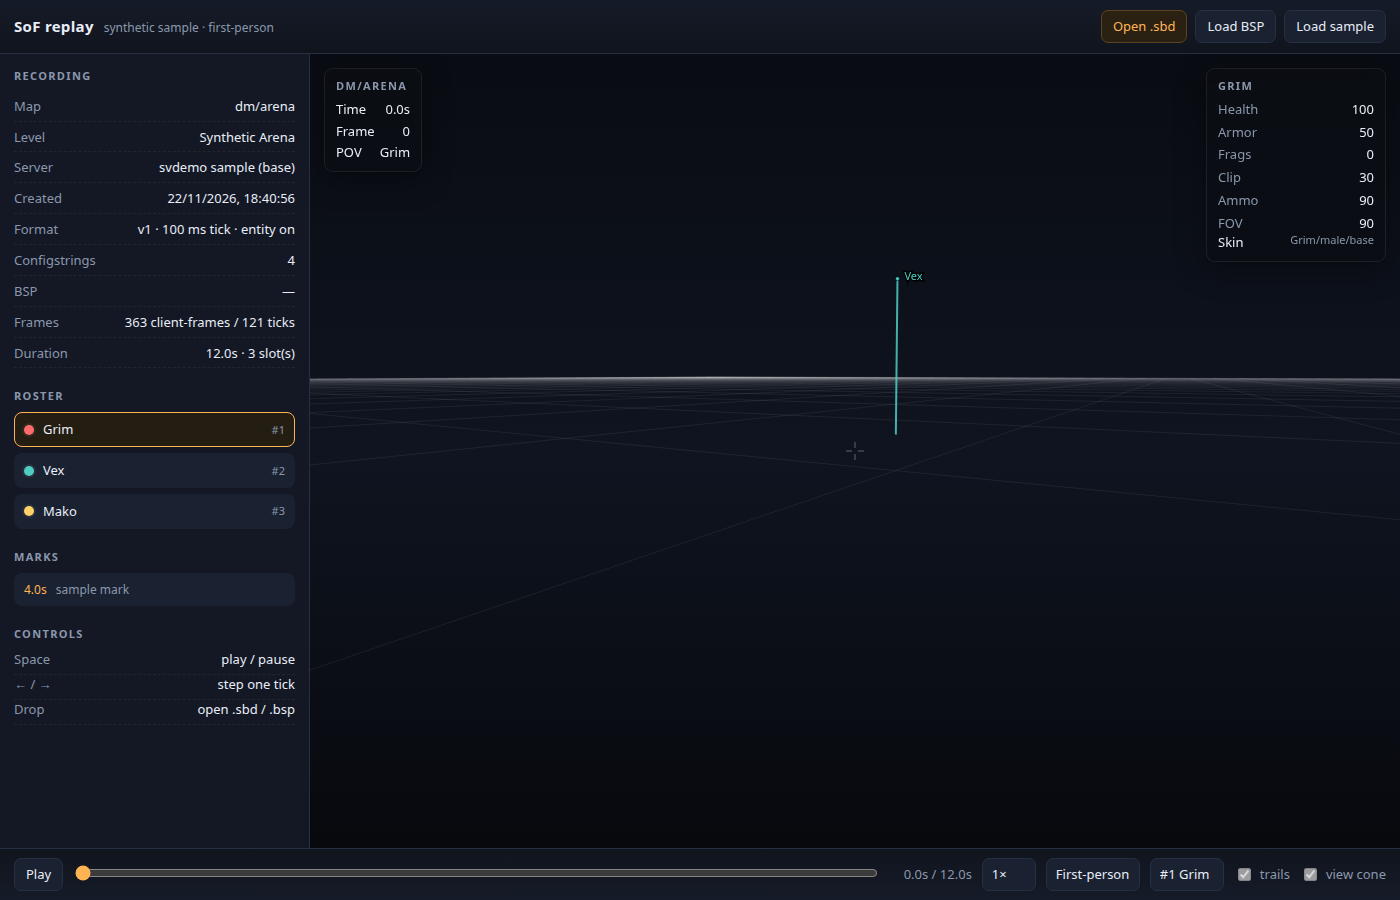 SoF replay synthetic sample · first-person
Open .sbd Load BSP Load sample
RECORDING
Map dm/arena
Level Synthetic Arena
Server svdemo sample (base)
Created 22/11/2026, 18:40:56
Format v1 · 100 ms tick · entity on
Configstrings 4
BSP —
Frames 363 client-frames / 121 ticks
Duration 12.0s · 3 slot(s)
ROSTER
Grim #1
Vex #2
Mako #3
MARKS
4.0s sample mark
CONTROLS
Space play / pause
← / → step one tick
Drop open .sbd / .bsp
DM/ARENA
Time 0.0s
Frame 0
POV Grim
Vex
GRIM
Health 100
Armor 50
Frags 0
Clip 30
Ammo 90
FOV 90
Skin Grim/male/base
Play 0.0s / 12.0s 1× First-person #1 Grim trails view cone